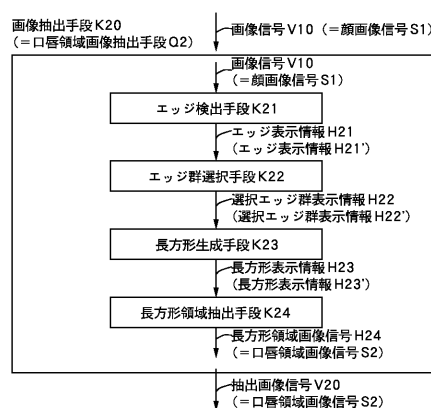 画像抽出手段K20
(=口唇領域画像抽出手段Q2)
画像信号V10(=顔画像信号S1)
画像信号V10
(=顔画像信号S1)
エッジ検出手段K21
エッジ表示情報H21
(エッジ表示情報H21')
エッジ群選択手段K22
選択エッジ群表示情報H22
(選択エッジ群表示情報H22')
長方形生成手段K23
長方形表示情報H23
(長方形表示情報H23')
長方形領域抽出手段K24
長方形領域画像信号H24
(=口唇領域画像信号S2)
抽出画像信号V20
(=口唇領域画像信号S2)